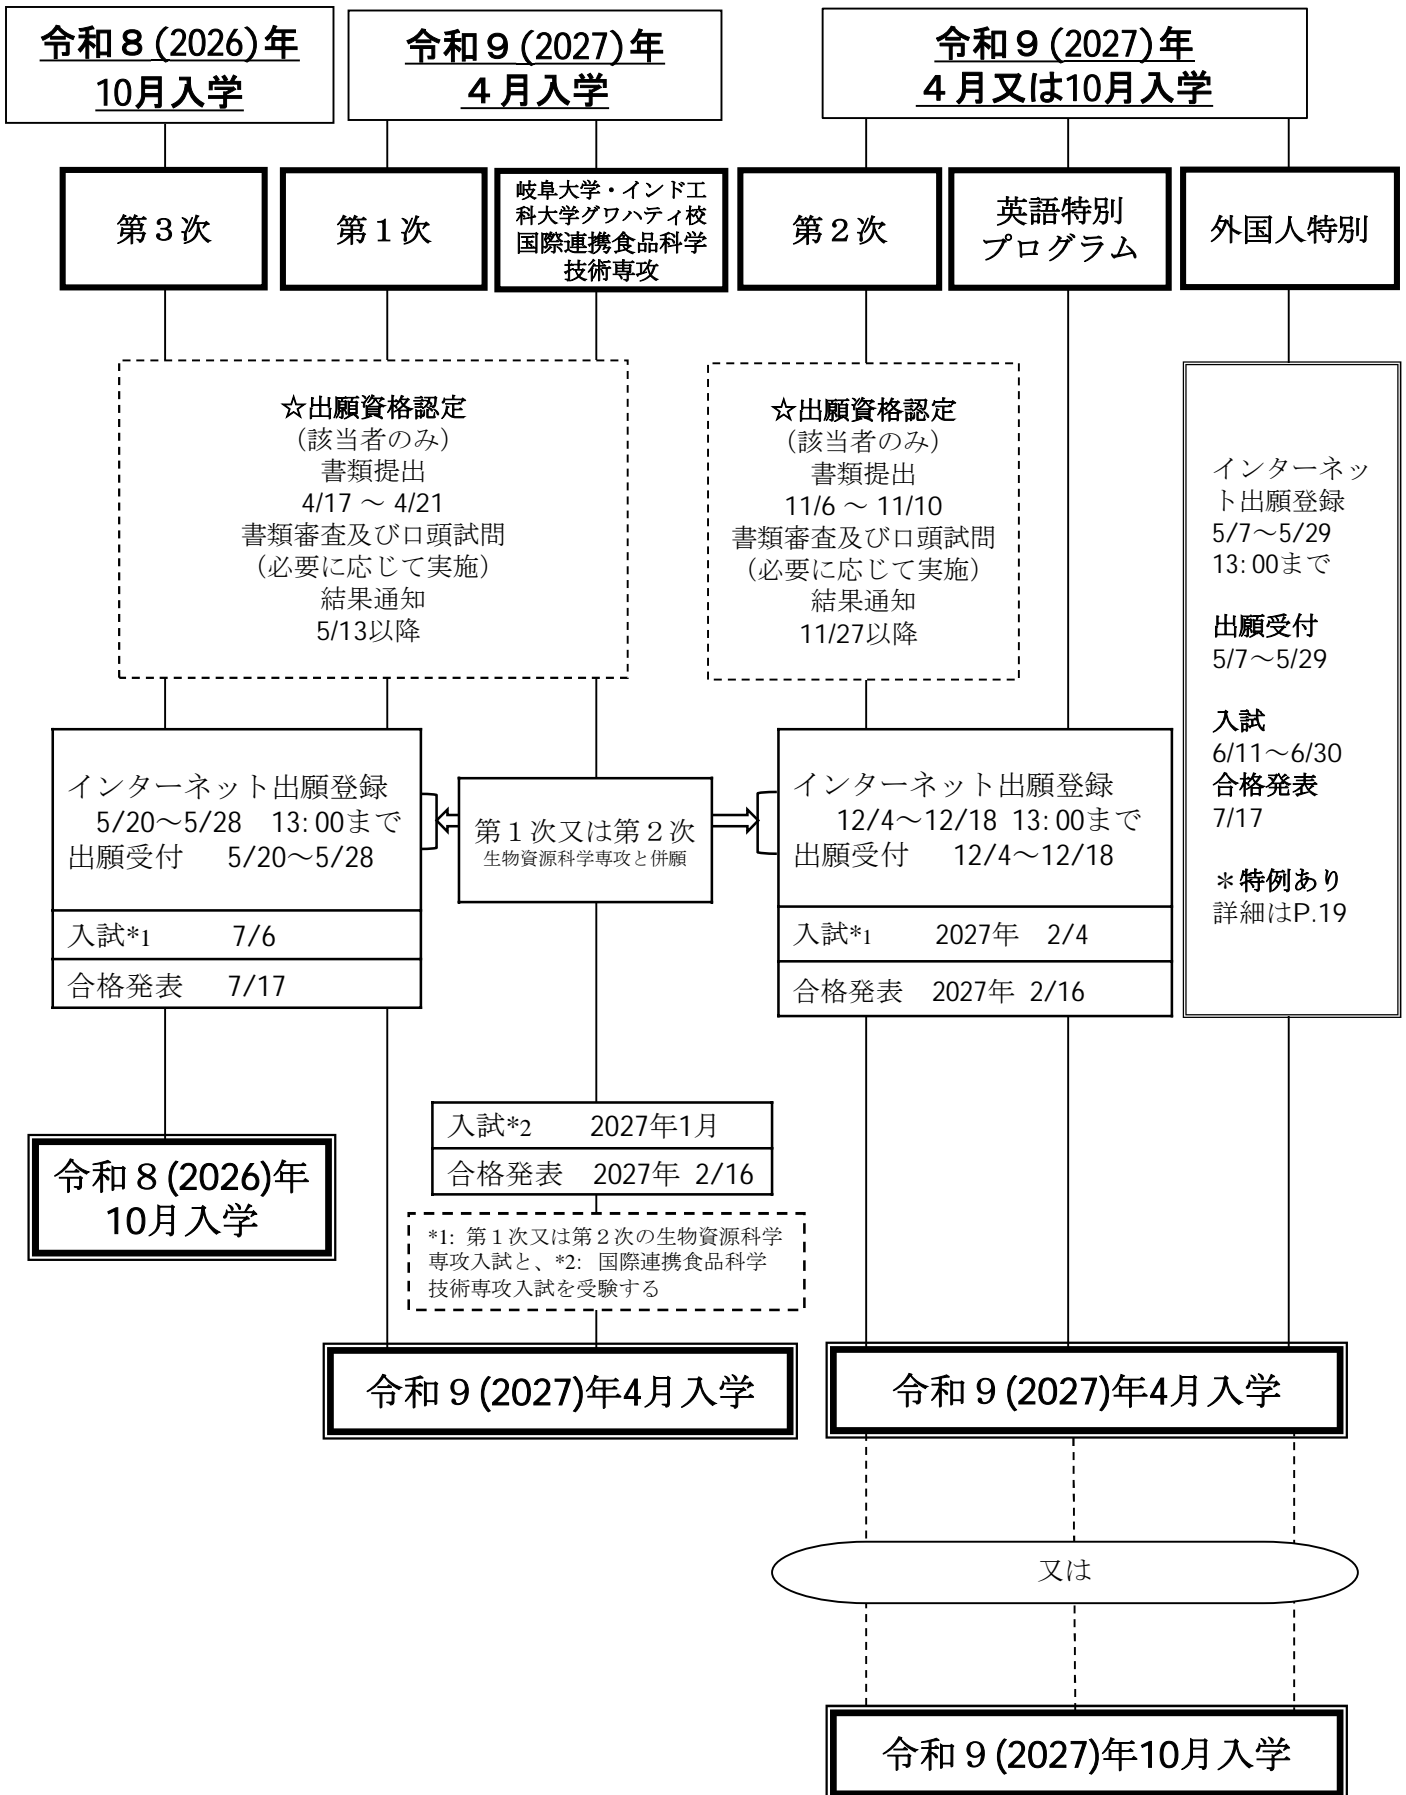 令和８(2026)年
10月入学
令和９(2027)年
４月入学
令和９(2027)年
４月又は10月入学
第３次
第１次
岐阜大学・インド工
科大学グワハティ校
国際連携食品科学
技術専攻
第２次
英語特別
プログラム
外国人特別
☆出願資格認定
（該当者のみ）
書類提出
4/17 ～ 4/21
書類審査及び口頭試問
（必要に応じて実施）
結果通知
5/13以降
☆出願資格認定
（該当者のみ）
書類提出
11/6 ～ 11/10
書類審査及び口頭試問
（必要に応じて実施）
結果通知
11/27以降
インターネッ
ト出願登録
5/7～5/29
13:00まで
出願受付
5/7～5/29
入試
6/11～6/30
合格発表
7/17
＊特例あり
詳細はP.19
インターネット出願登録
5/20～5/28　13:00まで
出願受付　5/20～5/28
入試*1　7/6
合格発表　7/17
第１次又は第２次
生物資源科学専攻と併願
インターネット出願登録
12/4～12/18 13:00まで
出願受付　12/4～12/18
入試*1　2027年　2/4
合格発表　2027年 2/16
入試*2　2027年1月
合格発表　2027年 2/16
*1: 第１次又は第２次の生物資源科学
専攻入試と、*2: 国際連携食品科学
技術専攻入試を受験する
令和８(2026)年
10月入学
令和９(2027)年4月入学
令和９(2027)年4月入学
又は
令和９(2027)年10月入学